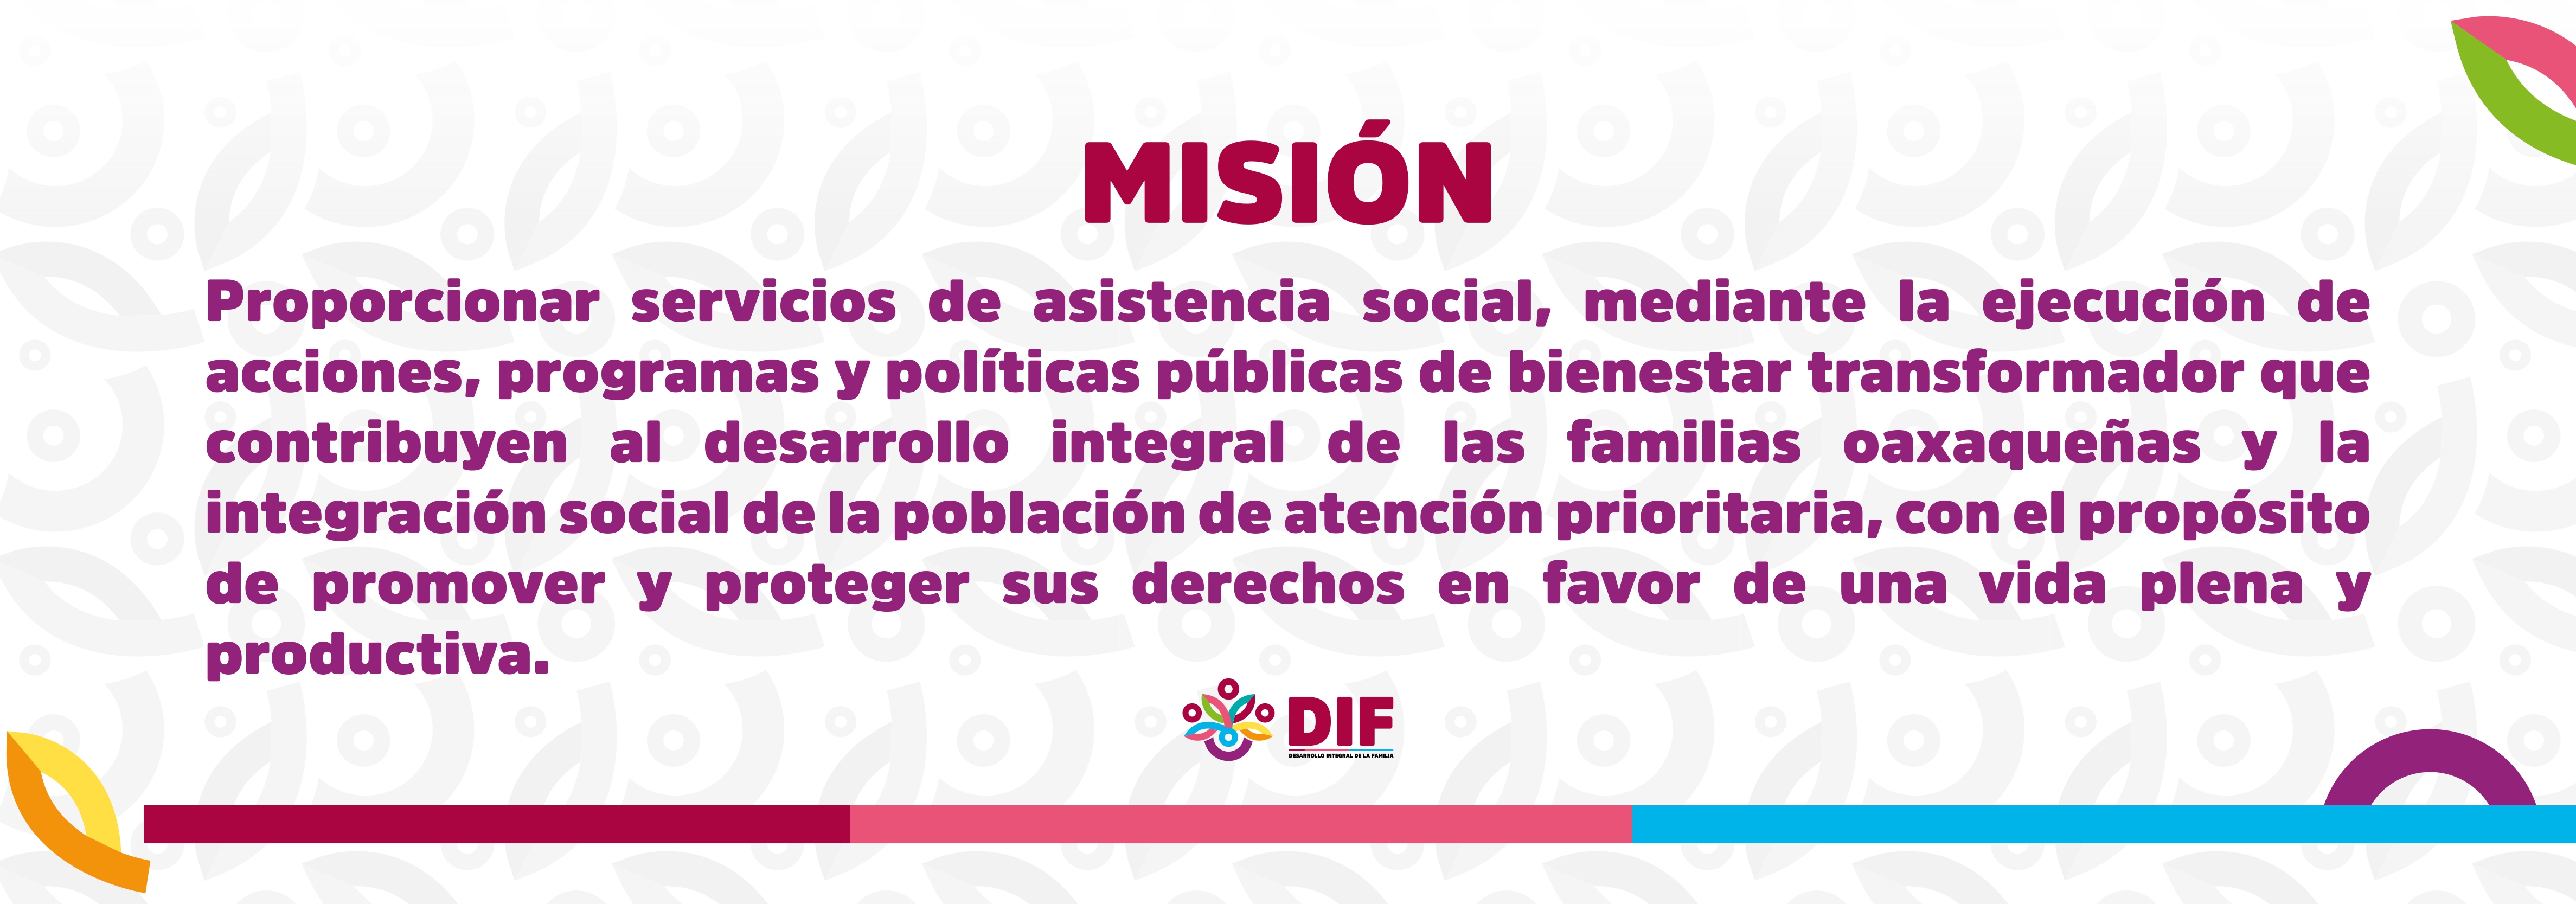 MISIÓN
Proporcionar servicios de asistencia social, mediante la ejecución de
acciones, programas y políticas públicas de bienestar transformador que
contribuyen al desarrollo integral de las familias oaxaqueñas y la
integración social de la población de atención prioritaria, con el propósito
de promover y proteger sus derechos en favor de una vida plena y
productiva.
DIF
DESARROLLO INTEGRAL DE LA FAMILIA